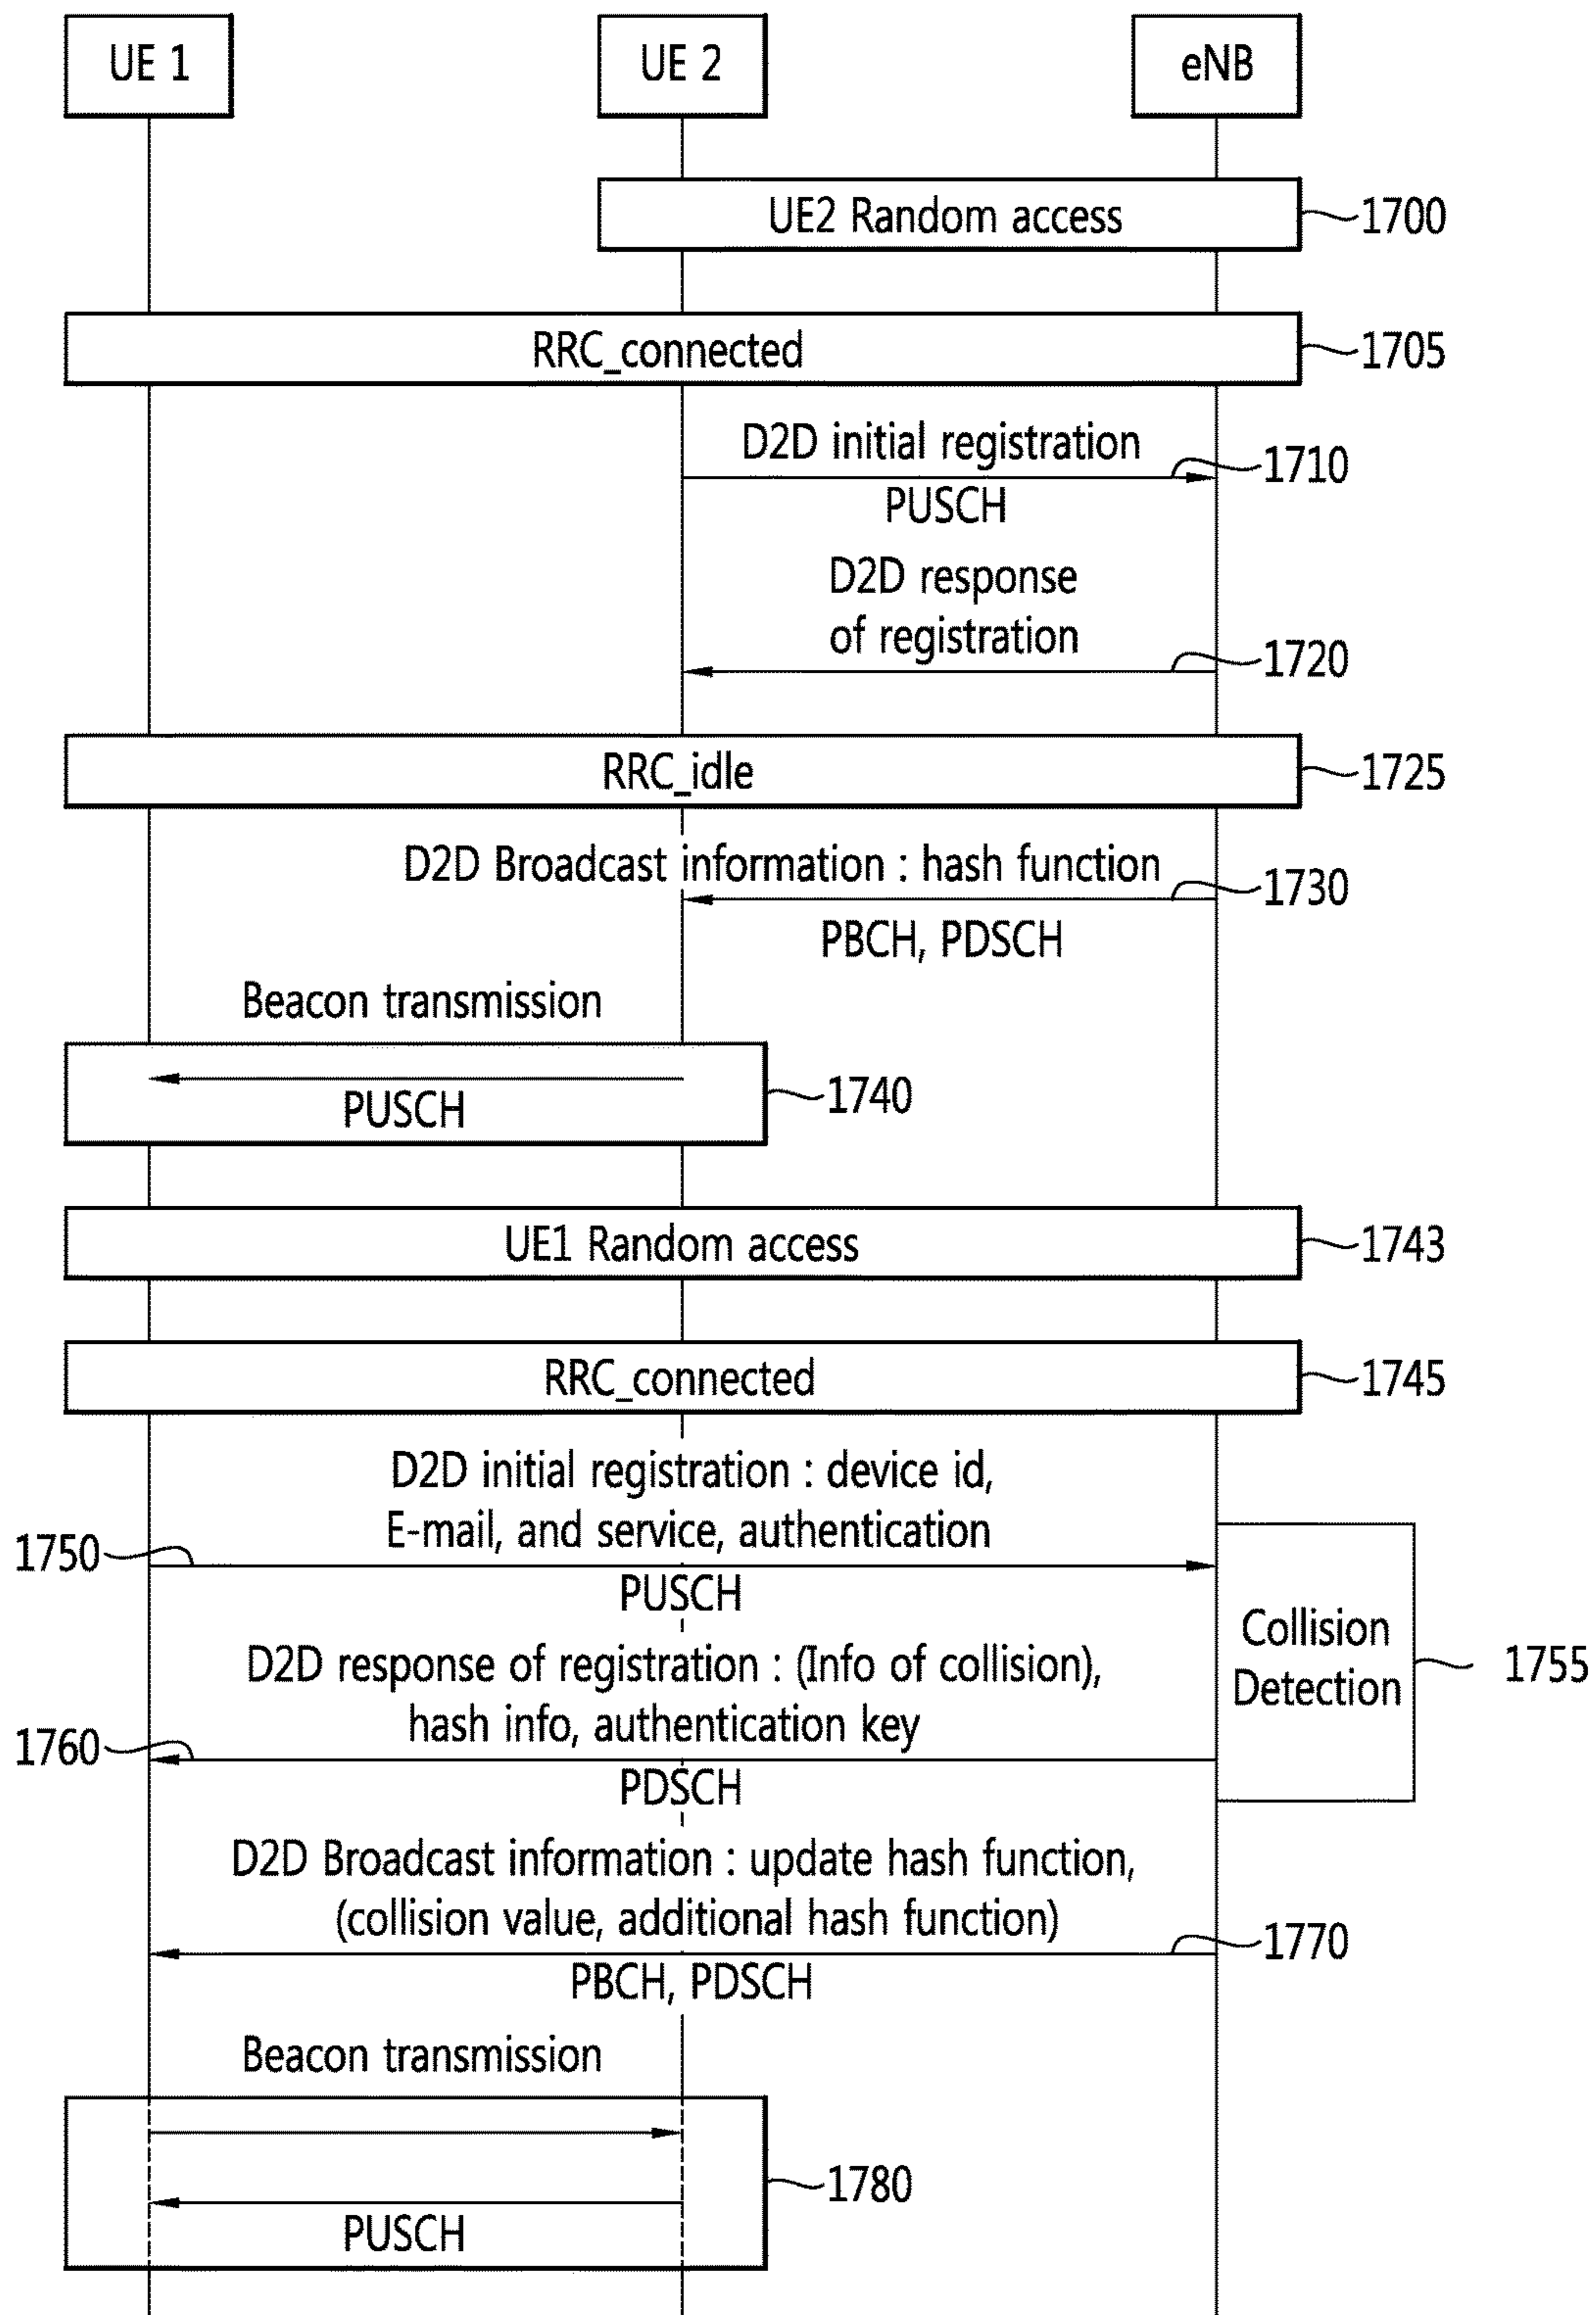 UE 1
UE 2
eNB
UE2 Random access
1700
RRC_connected
1705
D2D initial registration
1710
PUSCH
D2D response
of registration
1720
RRC_idle
1725
D2D Broadcast information : hash function
1730
PBCH, PDSCH
Beacon transmission
PUSCH
1740
UE1 Random access
1743
RRC_connected
1745
D2D initial registration : device id,
E-mail, and service, authentication
1750
PUSCH
Collision
Detection
1755
D2D response of registration : (Info of collision),
hash info, authentication key
1760
PDSCH
D2D Broadcast information : update hash function,
(collision value, additional hash function)
1770
PBCH, PDSCH
Beacon transmission
1780
PUSCH